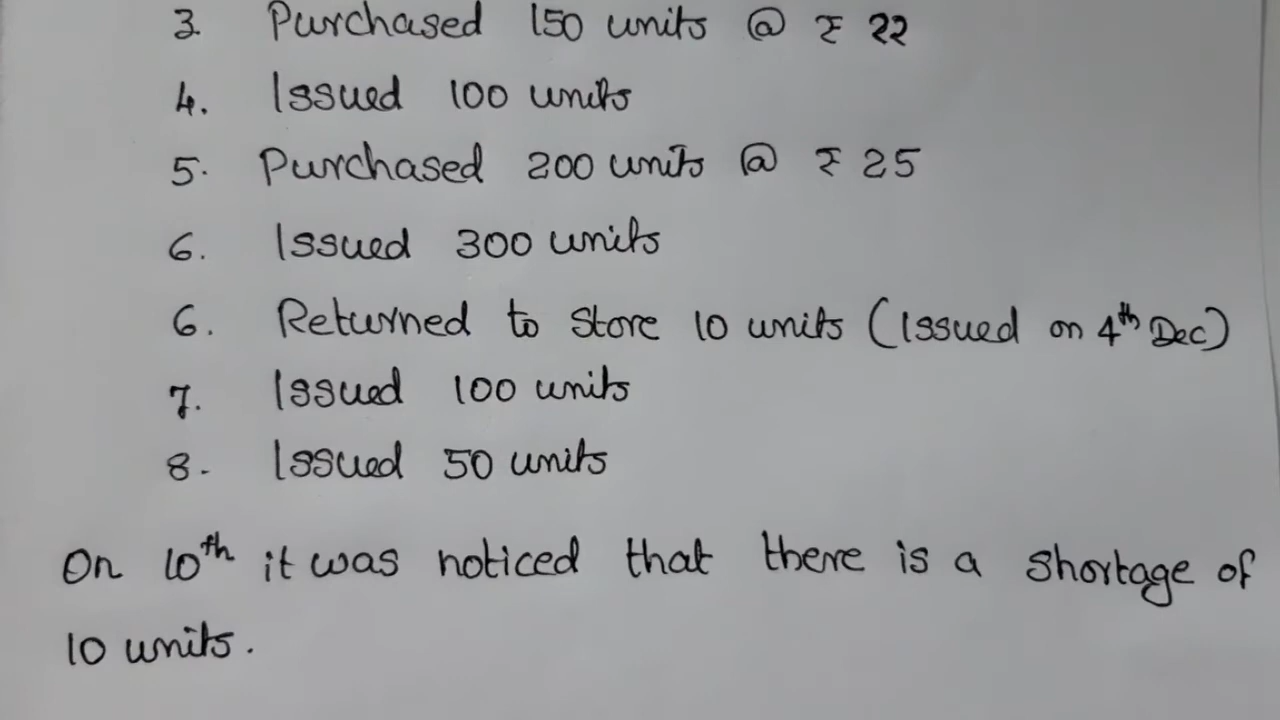 3 Purchased 150 units @ ₹ 22
4. Issued 100 units
5. Purchased 200 units @ ₹ 25
6. Issued 300 units
6. Returned to Store 10 units (Issued on 4th Dec)
7. Issued 100 units
8. Issued 50 units
On 10th it was noticed that there is a shortage of
10 units.